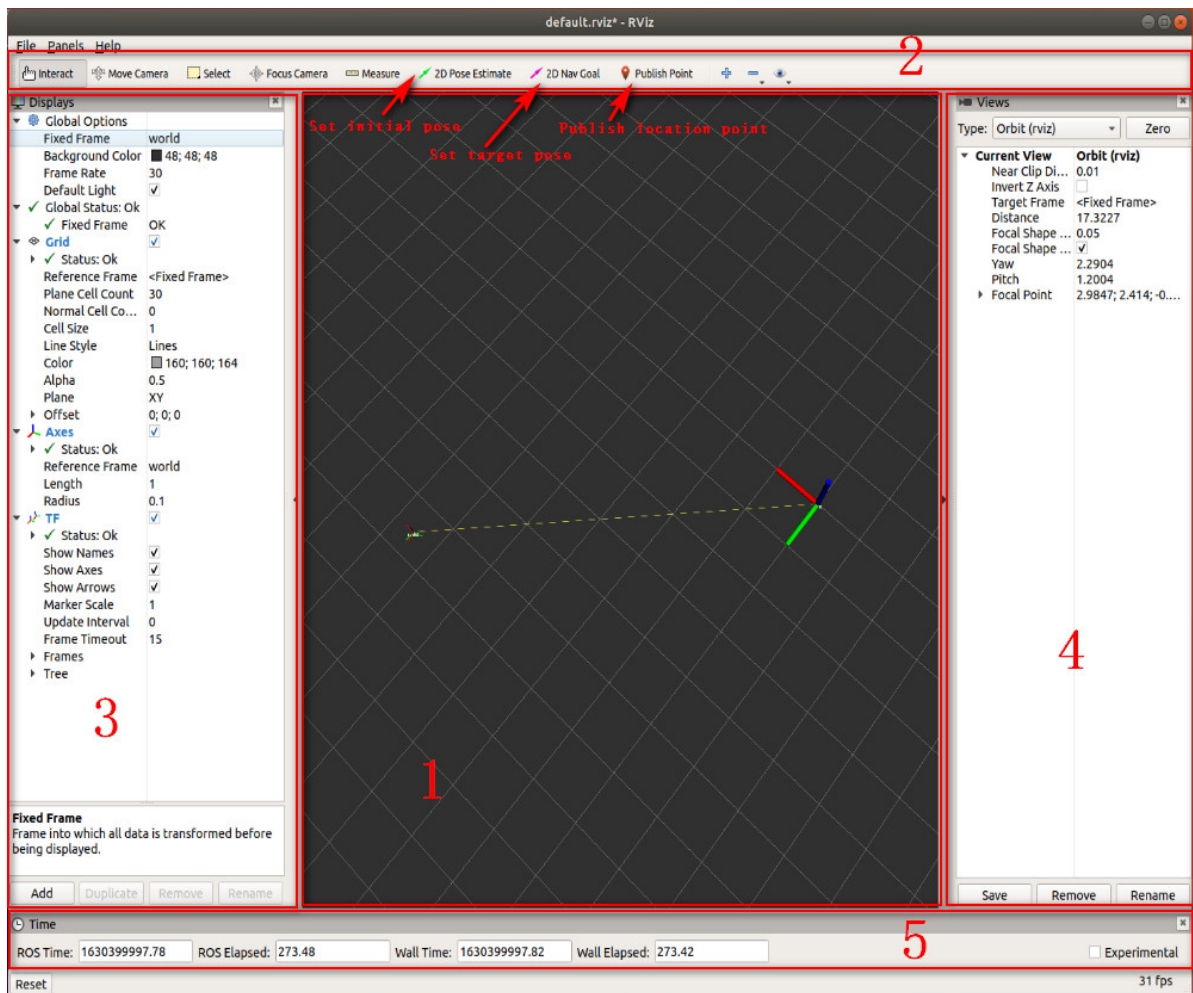 default.rviz* - RViz
File Panels Help
2
Interact Move Camera Select Focus Camera Measure 2D Pose Estimate 2D Nav Goal Publish Point
Displays
Global Options
Fixed Frame world
Background Color 48; 48; 48
Frame Rate 30
Default Light
Global Status: Ok
Fixed Frame OK
Grid
Status: Ok
Reference Frame <Fixed Frame>
Plane Cell Count 30
Normal Cell Co... 0
Cell Size 1
Line Style Lines
Color 160; 160; 164
Alpha 0.5
Plane XY
Offset 0; 0; 0
Axes
Status: Ok
Reference Frame world
Length 1
Radius 0.1
TF
Status: Ok
Show Names
Show Axes
Show Arrows
Marker Scale 1
Update Interval 0
Frame Timeout 15
Frames
Tree
3
Fixed Frame
Frame into which all data is transformed before
being displayed.
Add Duplicate Remove Rename
Set initial pose
Set target pose
Publish location point
1
Views
Type: Orbit (rviz) Zero
Current View Orbit (rviz)
Near Clip Di... 0.01
Invert Z Axis
Target Frame <Fixed Frame>
Distance 17.3227
Focal Shape ... 0.05
Focal Shape ...
Yaw 2.2904
Pitch 1.2004
Focal Point 2.9847; 2.414; -0....
4
Save Remove Rename
Time
5
ROS Time: 1630399997.78 ROS Elapsed: 273.48 Wall Time: 1630399997.82 Wall Elapsed: 273.42 Experimental
Reset 31 fps